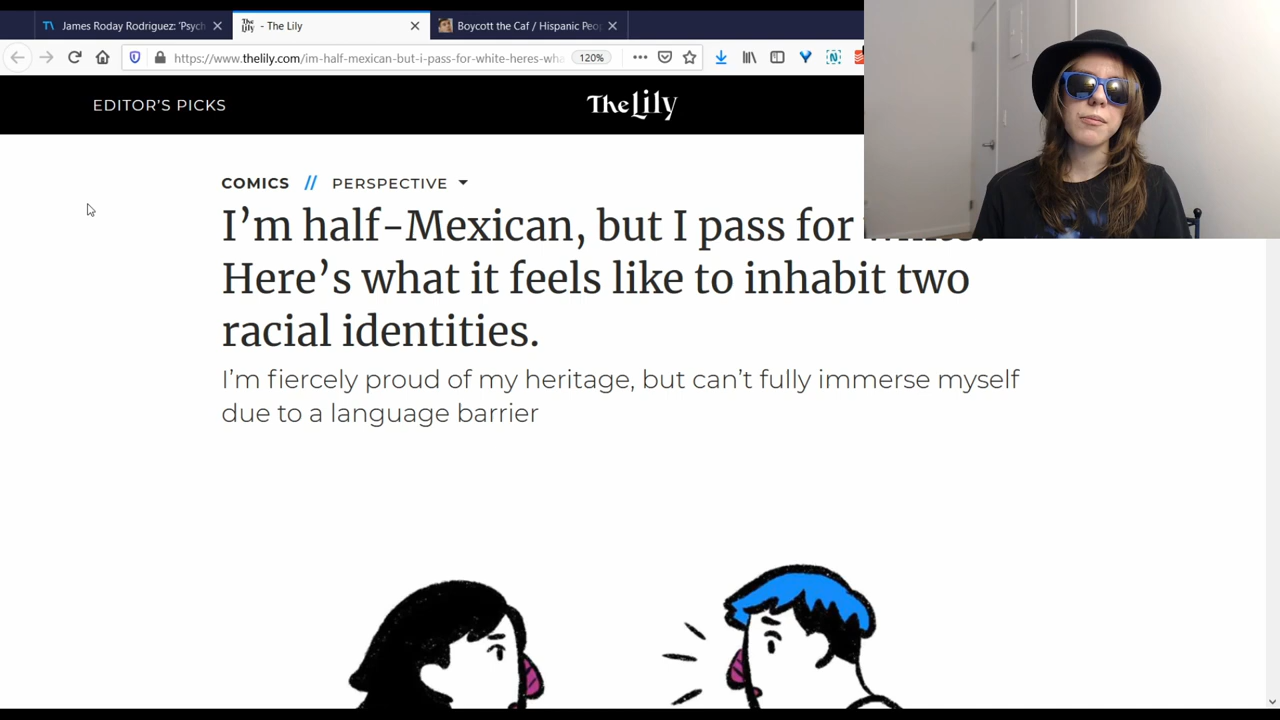 James Roday Rodriguez: 'Psych
The Lily - The Lily
Boycott the Caf / Hispanic Peop
https://www.thelily.com/im-half-mexican-but-i-pass-for-white-heres-wha
120%
EDITOR'S PICKS
The Lily
COMICS // PERSPECTIVE
I'm half-Mexican, but I pass for
Here's what it feels like to inhabit two
racial identities.
I'm fiercely proud of my heritage, but can't fully immerse myself
due to a language barrier